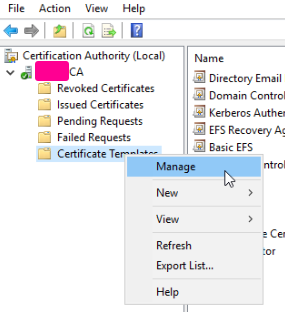 File Action View Help
Certification Authority (Local)
CA
Revoked Certificates
Issued Certificates
Pending Requests
Failed Requests
Certificate Templates
Name
Directory Email
Domain Control
Kerberos Authen
EFS Recovery Ag
Basic EFS
ontrol
e Cer
tor
Manage
New
View
Refresh
Export List...
Help